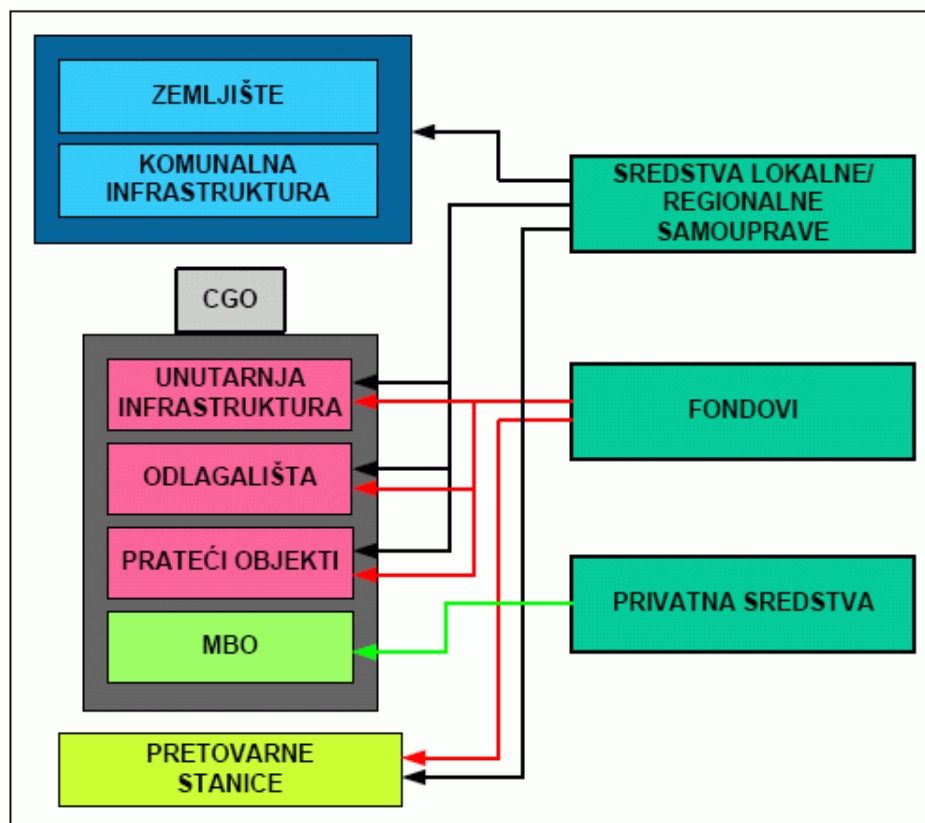 ZEMLJIŠTE
KOMUNALNA
INFRASTRUKTURA
SREDSTVA LOKALNE/
REGIONALNE
SAMOUPRAVE
CGO
UNUTARNJA
INFRASTRUKTURA
FONDOVI
ODLAGALIŠTA
PRATEĆI OBJEKTI
PRIVATNA SREDSTVA
MBO
PRETOVARNE
STANICE